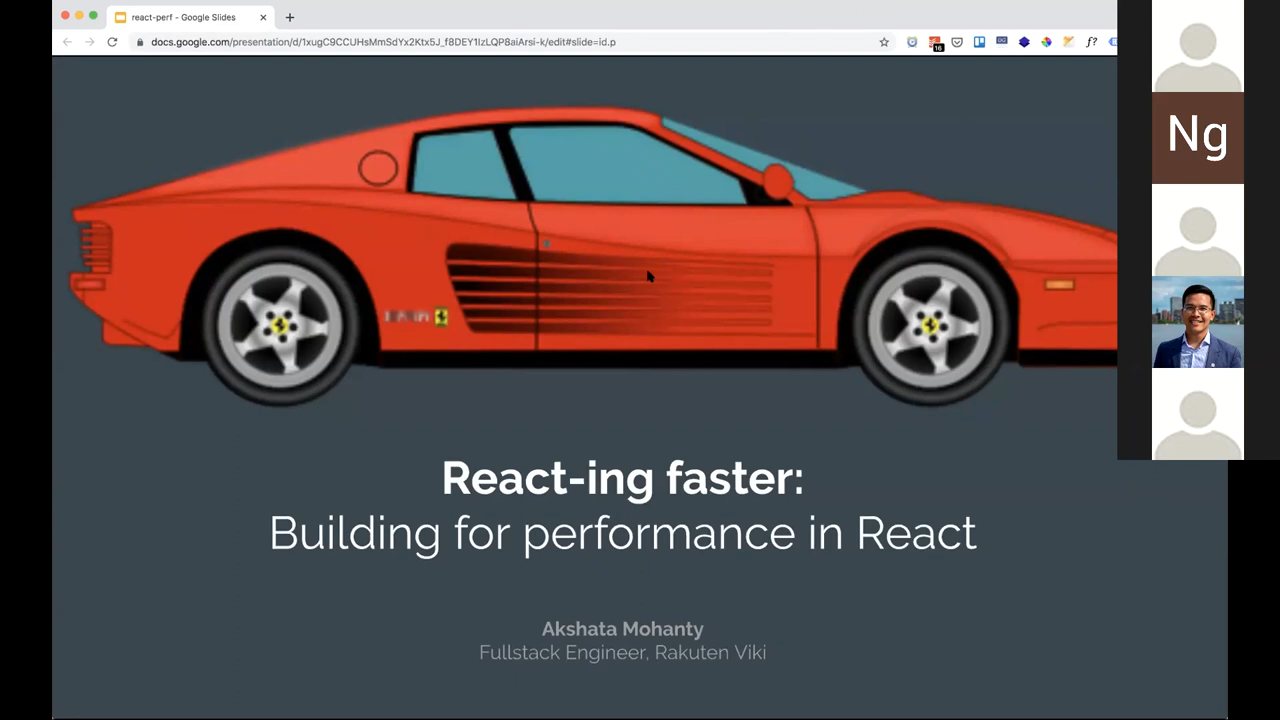 react-perf - Google Slides
docs.google.com/presentation/d/1xugC9CCUHsMmSdYx2Ktx5J_f8DEY1IzLQP8aiArsi-k/edit#slide=id.p
16
f?
Ng
React-ing faster:
Building for performance in React
Akshata Mohanty
Fullstack Engineer, Rakuten Viki